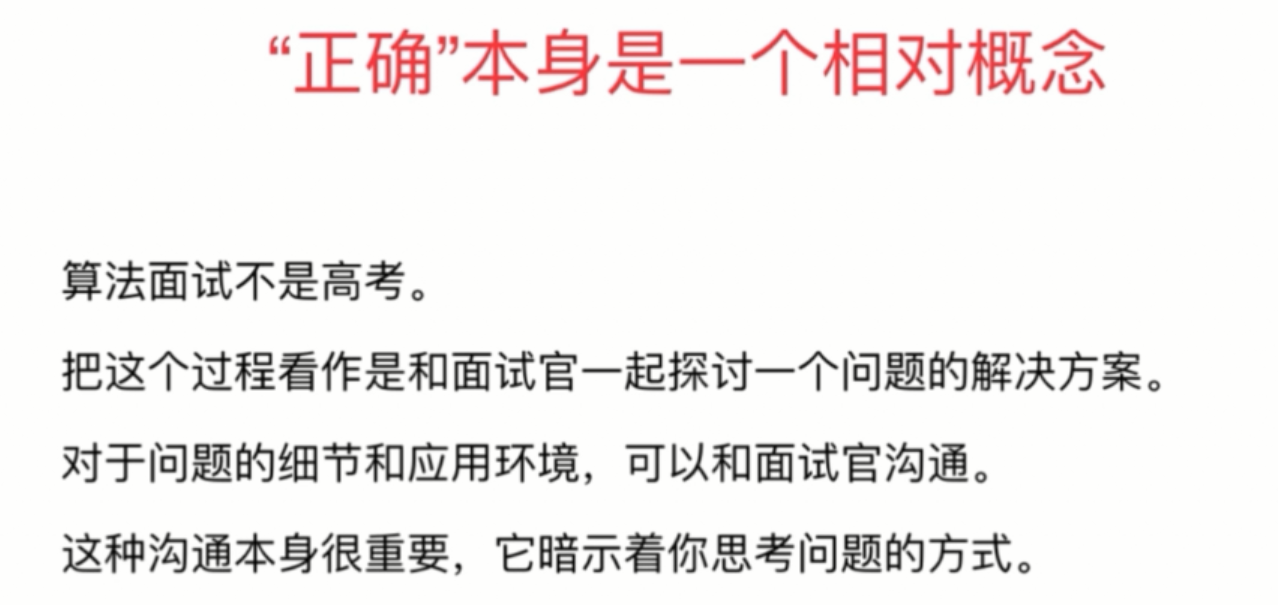 “正确”本身是一个相对概念
算法面试不是高考。
把这个过程看作是和面试官一起探讨一个问题的解决方案。
对于问题的细节和应用环境，可以和面试官沟通。
这种沟通本身很重要，它暗示着你思考问题的方式。